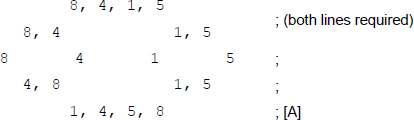 8, 4, 1, 5
8, 4 1, 5 ; (both lines required)
8 4 1 5 ;
4, 8 1, 5 ;
1, 4, 5, 8 ; [A]